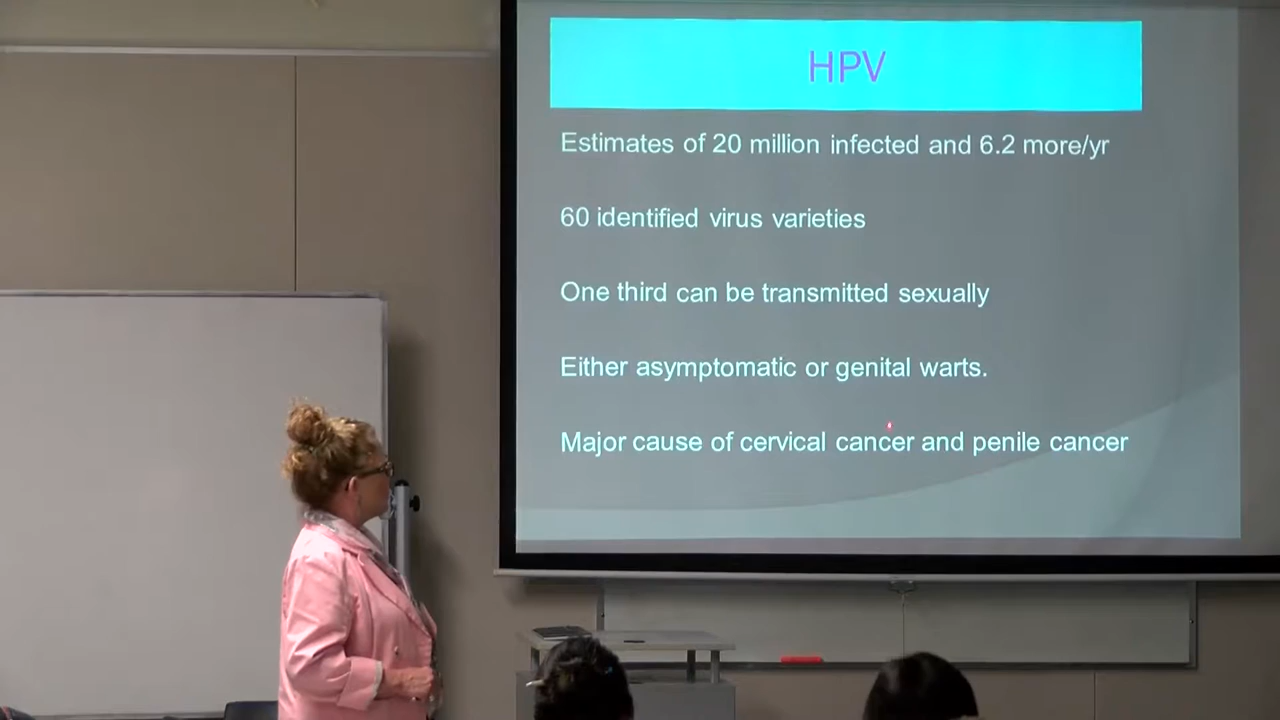 HPV
Estimates of 20 million infected and 6.2 more/yr
60 identified virus varieties
One third can be transmitted sexually
Either asymptomatic or genital warts.
Major cause of cervical cancer and penile cancer